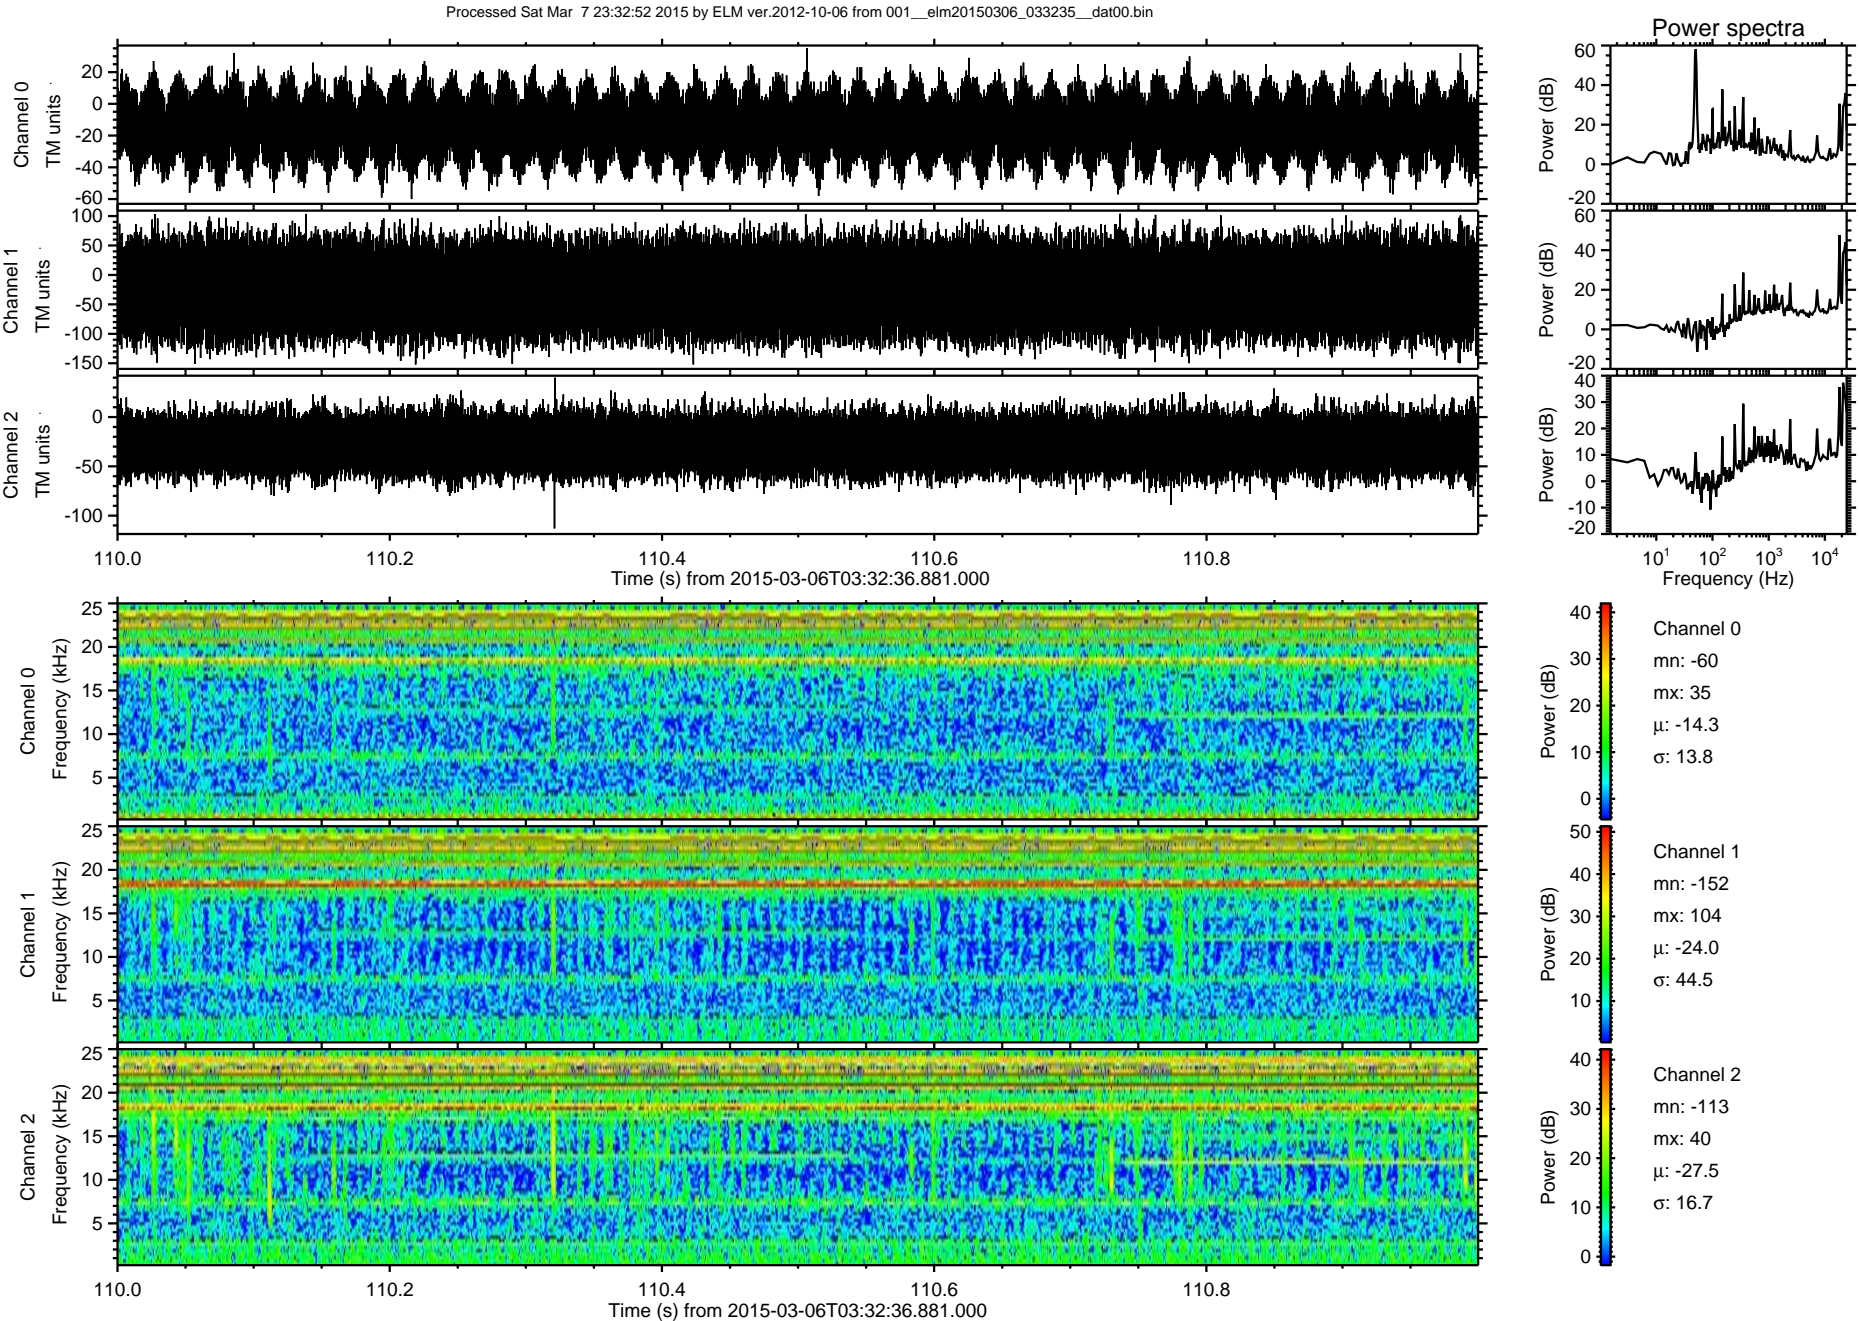 Processed Sat Mar 7 23:32:52 2015 by ELM ver.2012-10-06 from 001__elm20150306_033235__dat00.bin
Power spectra
Channel 0
TM units
20
0
-20
-40
-60
Power (dB)
60
40
20
0
-20
Channel 1
TM units
100
50
0
-50
-100
-150
Power (dB)
60
40
20
0
-20
Channel 2
TM units
0
-50
-100
Power (dB)
40
30
20
10
0
-10
-20
110.0 110.2 110.4 110.6 110.8
Time (s) from 2015-03-06T03:32:36.881.000
10¹ 10² 10³ 10⁴
Frequency (Hz)
Channel 0
Frequency (kHz)
25
20
15
10
5
Power (dB)
40
30
20
10
0
Channel 0
mn: -60
mx: 35
μ: -14.3
σ: 13.8
Channel 1
Frequency (kHz)
25
20
15
10
5
Power (dB)
50
40
30
20
10
Channel 1
mn: -152
mx: 104
μ: -24.0
σ: 44.5
Channel 2
Frequency (kHz)
25
20
15
10
5
Power (dB)
40
30
20
10
0
Channel 2
mn: -113
mx: 40
μ: -27.5
σ: 16.7
110.0 110.2 110.4 110.6 110.8
Time (s) from 2015-03-06T03:32:36.881.000